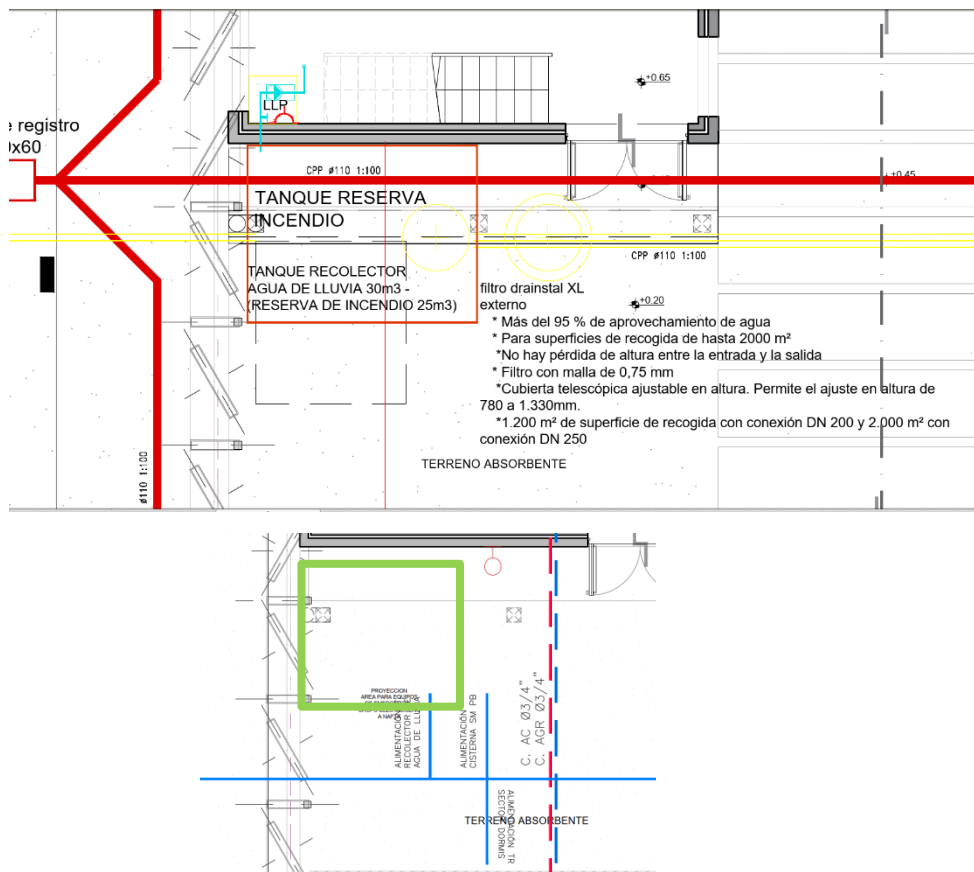 +0.65
LLP
e registro
0x60
CPP ø110 1:100
+0.45
TANQUE RESERVA
INCENDIO
CPP ø110 1:100
TANQUE RECOLECTOR
AGUA DE LLUVIA 30m3 -
(RESERVA DE INCENDIO 25m3)
+0.20
filtro drainstal XL
externo
* Más del 95 % de aprovechamiento de agua
* Para superficies de recogida de hasta 2000 m²
*No hay pérdida de altura entre la entrada y la salida
* Filtro con malla de 0,75 mm
*Cubierta telescópica ajustable en altura. Permite el ajuste en altura de
780 a 1.330mm.
*1.200 m² de superficie de recogida con conexión DN 200 y 2.000 m² con
conexión DN 250
TERRENO ABSORBENTE
ø110 1:100
PROYECCION
AREA PARA EQUIPOS
A NAFTA
ALIMENTACIÓN
RECOLECTOR DE
AGUA DE LLUVIA
ALIMENTACIÓN
CISTERNA SM PB
C. AC Ø3/4"
C. AGR Ø3/4"
ALIMENTACIÓN TR
SECTOR DORMIS
TERRENO ABSORBENTE